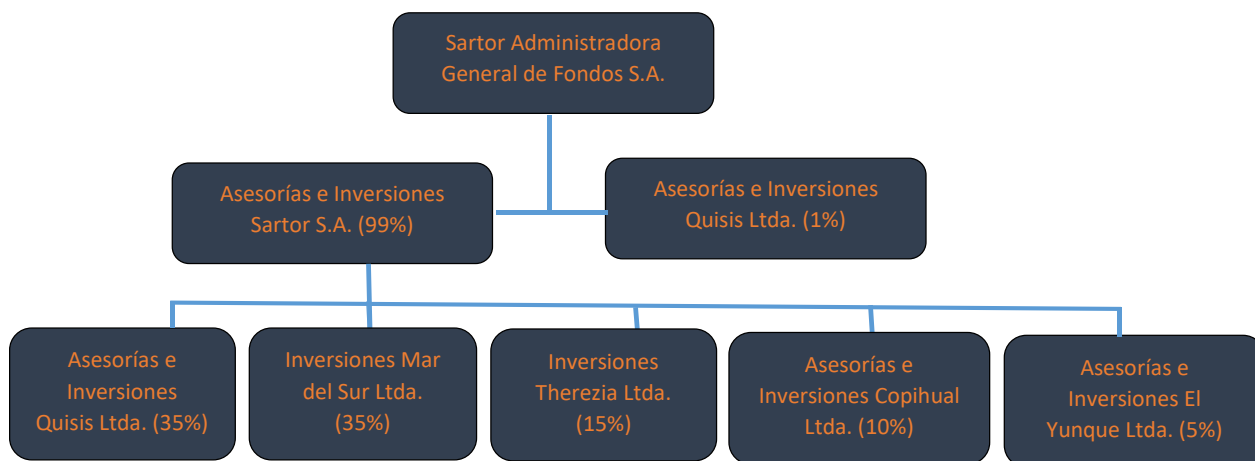 Sartor Administradora
General de Fondos S.A.
Asesorías e Inversiones
Sartor S.A. (99%)
Asesorías e Inversiones
Quisis Ltda. (1%)
Asesorías e
Inversiones
Quisis Ltda. (35%)
Inversiones Mar
del Sur Ltda.
(35%)
Inversiones
Therezia Ltda.
(15%)
Asesorías e
Inversiones Copihual
Ltda. (10%)
Asesorías e
Inversiones El
Yunque Ltda. (5%)